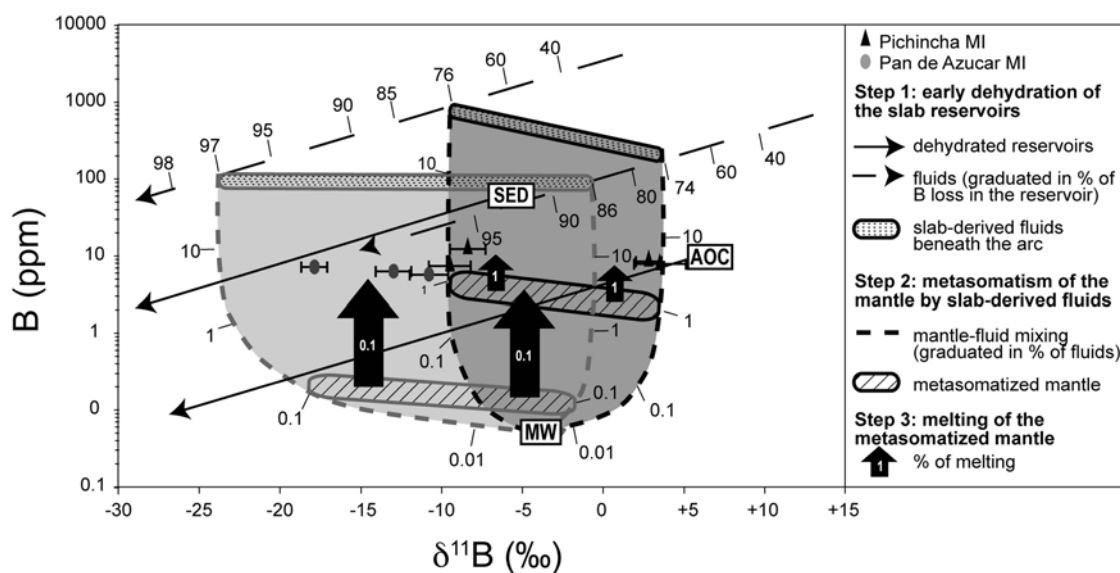 10000
1000
100
10
1
0
0.1
B (ppm)
-30
-25
-20
-15
-10
-5
0
+5
+10
+15
δ¹¹B (‰)
98
97
95
90
85
76
60
40
10
SED
90
80
86
74
60
40
95
10
10
10
AOC
1
1
1
1
1
1
0.1
0.1
0.1
0.1
0.1
0.1
MW
0.01
0.01
Pichincha MI
Pan de Azucar MI
Step 1: early dehydration of
the slab reservoirs
dehydrated reservoirs
fluids (graduated in % of
B loss in the reservoir)
slab-derived fluids
beneath the arc
Step 2: metasomatism of the
mantle by slab-derived fluids
mantle-fluid mixing
(graduated in % of fluids)
metasomatized mantle
Step 3: melting of the
metasomatized mantle
1
% of melting